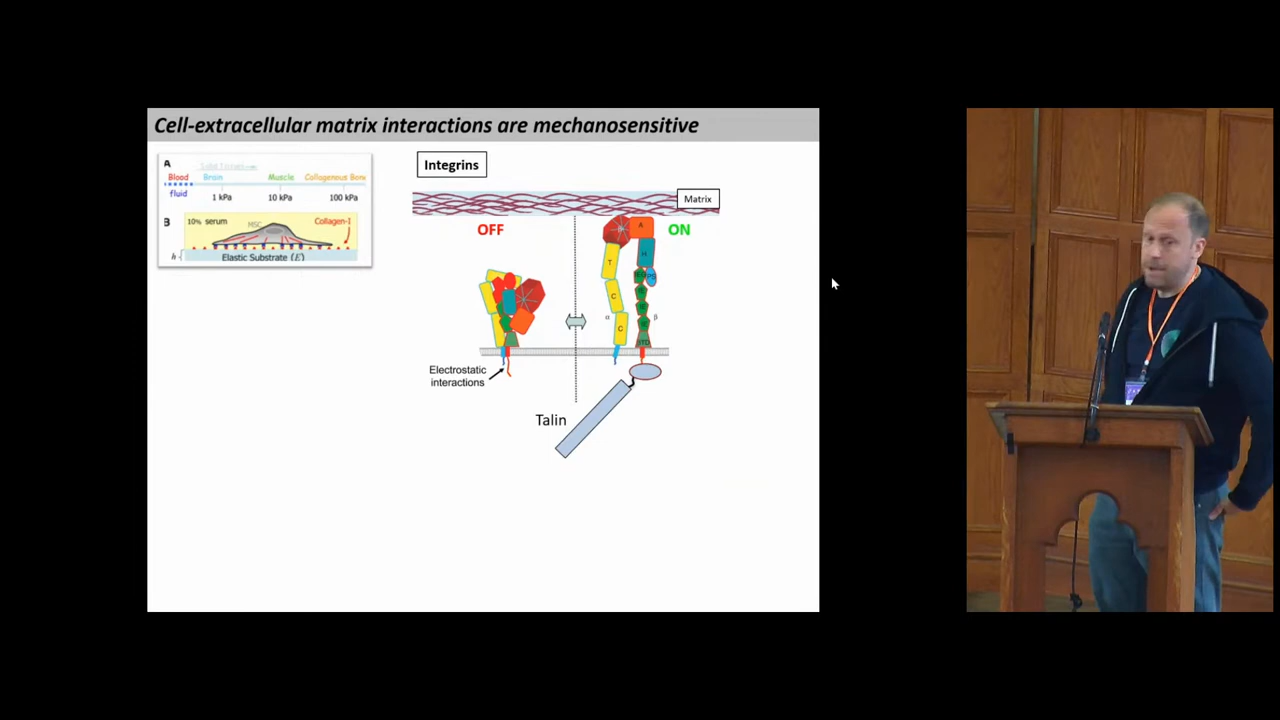 Cell-extracellular matrix interactions are mechanosensitive
A
Blood Brain Muscle Collagenous Bone
fluid 1 kPa 10 kPa 100 kPa
B
10% serum MSC Collagen-I
h
Elastic Substrate (E)
Integrins
Matrix
OFF
ON
A
T
H
C
α
β
C
Electrostatic
interactions
Talin